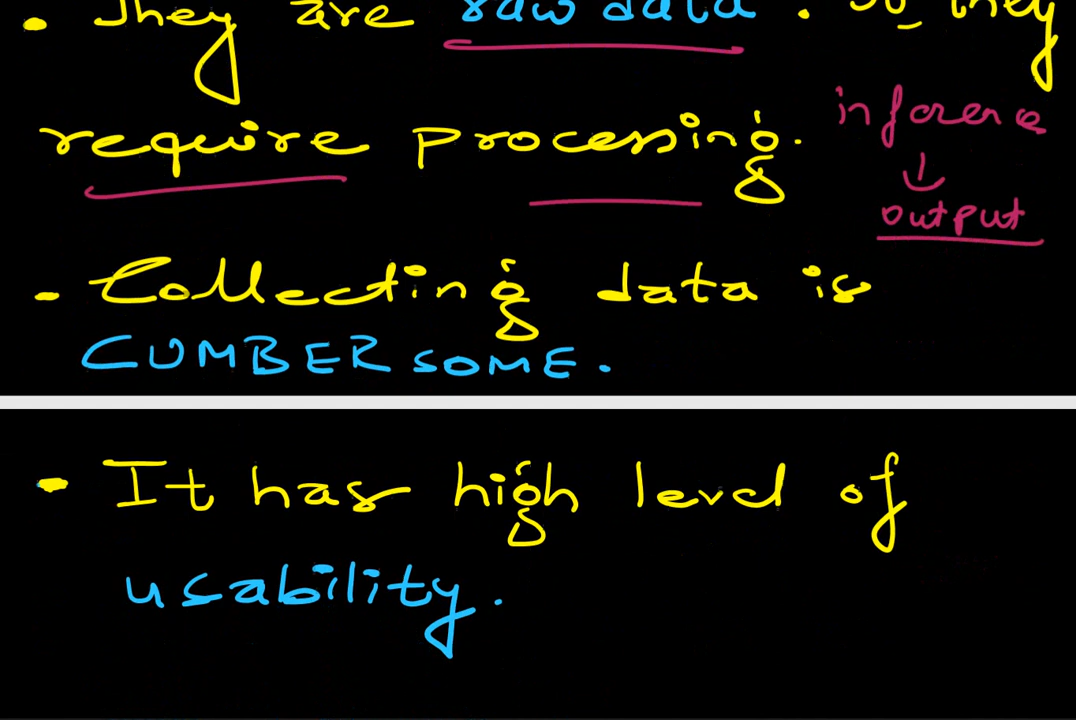 • They are raw data. So they
require processing. inference
↓
output
- Collecting data is
CUMBERSOME.
• It has high level of
usability.